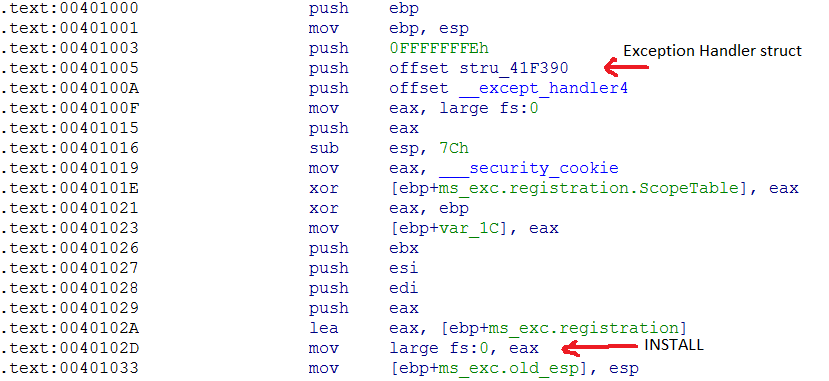 .text:00401000 push ebp
.text:00401001 mov ebp, esp
.text:00401003 push 0FFFFFFFEh
.text:00401005 push offset stru_41F390 Exception Handler struct
.text:0040100A push offset __except_handler4
.text:0040100F mov eax, large fs:0
.text:00401015 push eax
.text:00401016 sub esp, 7Ch
.text:00401019 mov eax, ___security_cookie
.text:0040101E xor [ebp+ms_exc.registration.ScopeTable], eax
.text:00401021 xor eax, ebp
.text:00401023 mov [ebp+var_1C], eax
.text:00401026 push ebx
.text:00401027 push esi
.text:00401028 push edi
.text:00401029 push eax
.text:0040102A lea eax, [ebp+ms_exc.registration]
.text:0040102D mov large fs:0, eax INSTALL
.text:00401033 mov [ebp+ms_exc.old_esp], esp